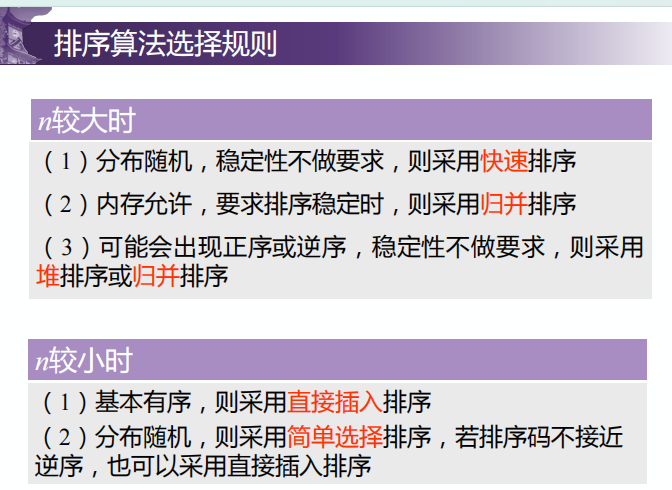 排序算法选择规则
n较大时
（1）分布随机，稳定性不做要求，则采用快速排序
（2）内存允许，要求排序稳定时，则采用归并排序
（3）可能会出现正序或逆序，稳定性不做要求，则采用
堆排序或归并排序
n较小时
（1）基本有序，则采用直接插入排序
（2）分布随机，则采用简单选择排序，若排序码不接近
逆序，也可以采用直接插入排序